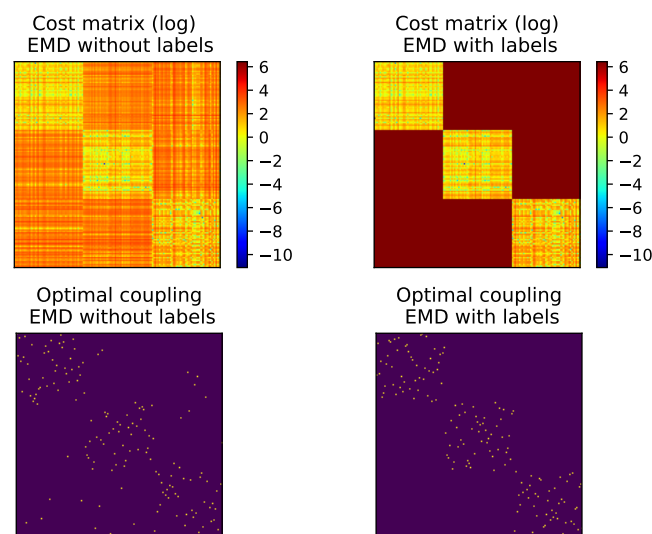 Cost matrix (log)
EMD without labels
6
4
2
0
−2
−4
−6
−8
−10
Cost matrix (log)
EMD with labels
6
4
2
0
−2
−4
−6
−8
−10
Optimal coupling
EMD without labels
Optimal coupling
EMD with labels